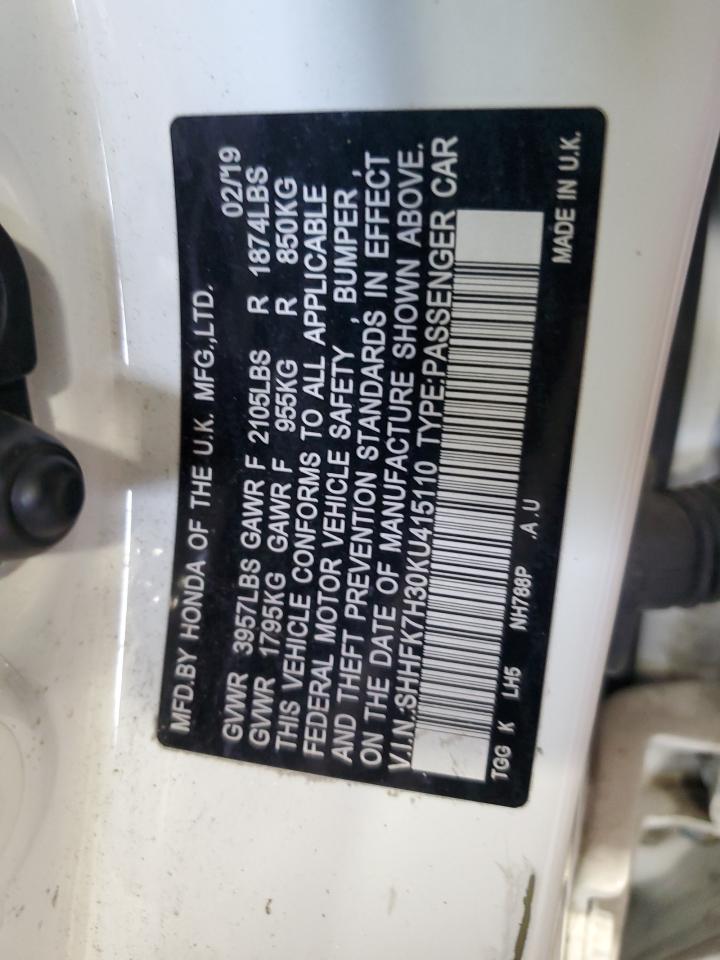 MFD.BY HONDA OF THE U.K. MFG.,LTD. 02/19
GVWR 3957LBS GAWR F 2105LBS R 1874LBS
GVWR 1795KG GAWR F 955KG R 850KG
THIS VEHICLE CONFORMS TO ALL APPLICABLE
FEDERAL MOTOR VEHICLE SAFETY , BUMPER ,
AND THEFT PREVENTION STANDARDS IN EFFECT
ON THE DATE OF MANUFACTURE SHOWN ABOVE.
V.I.N.:SHHFK7H30KU415110 TYPE:PASSENGER CAR
TGG K LH5 NH788P .A .U MADE IN U.K.